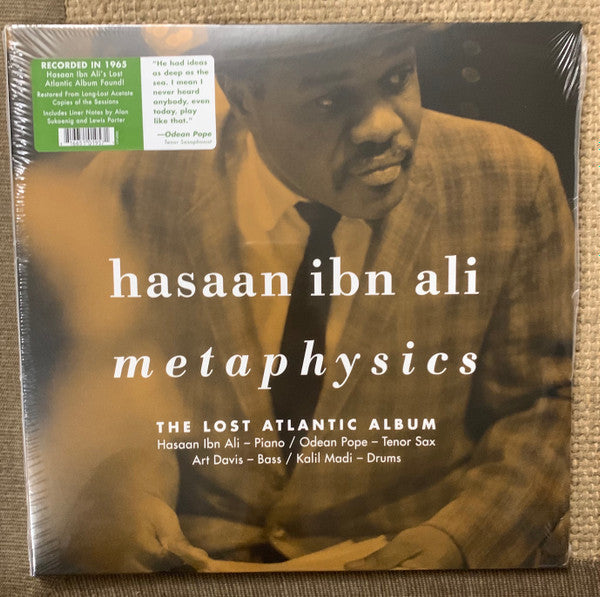 RECORDED IN 1965
Hasaan Ibn Ali's Lost
Atlantic Album Found!
Restored From Long-Lost Acetate
Copies of the Sessions
Includes Liner Notes by Alan
Sukoenig and Lewis Porter
"He had ideas
as deep as the
sea. I mean I
never heard
anybody, even
today, play
like that."
—Odean Pope
Tenor Saxophonist
hasaan ibn ali
metaphysics
THE LOST ATLANTIC ALBUM
Hasaan Ibn Ali – Piano / Odean Pope – Tenor Sax
Art Davis – Bass / Kalil Madi – Drums